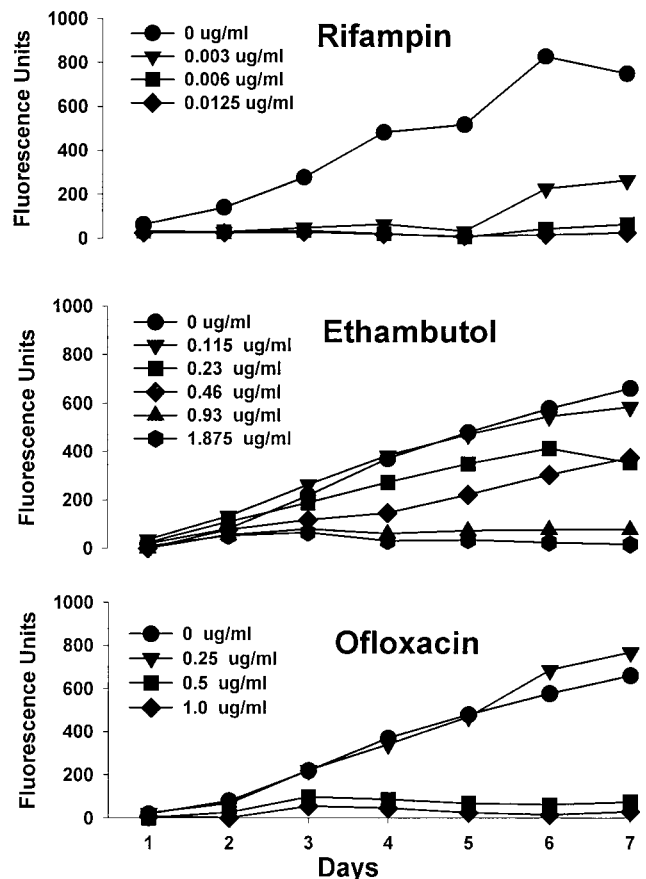 Rifampin
0 ug/ml
0.003 ug/ml
0.006 ug/ml
0.0125 ug/ml
Fluorescence Units
1000
800
600
400
200
0
Ethambutol
0 ug/ml
0.115 ug/ml
0.23 ug/ml
0.46 ug/ml
0.93 ug/ml
1.875 ug/ml
Fluorescence Units
1000
800
600
400
200
0
Ofloxacin
0 ug/ml
0.25 ug/ml
0.5 ug/ml
1.0 ug/ml
Fluorescence Units
1000
800
600
400
200
0
1 2 3 4 5 6 7
Days